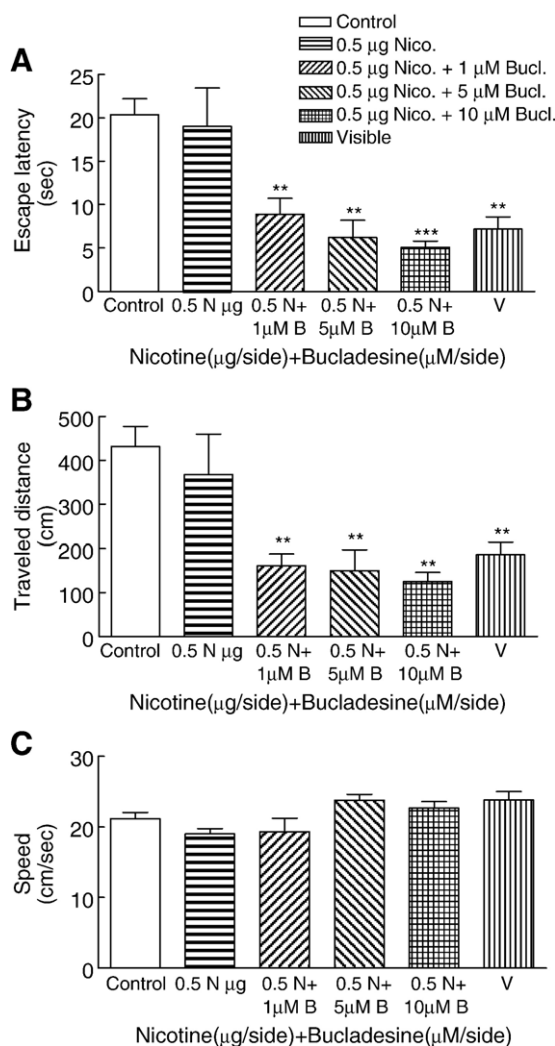 Control
0.5 μg Nico.
0.5 μg Nico. + 1 μM Bucl.
0.5 μg Nico. + 5 μM Bucl.
0.5 μg Nico. + 10 μM Bucl.
Visible
A
Escape latency
(sec)
25
20
15
10
5
0
Control 0.5 N μg 0.5 N+ 0.5 N+ 0.5 N+ V
1μM B 5μM B 10μM B
** ** *** **
Nicotine(μg/side)+Bucladesine(μM/side)
B
Traveled distance
(cm)
500
400
300
200
100
0
** ** ** **
Control 0.5 N μg 0.5 N+ 0.5 N+ 0.5 N+ V
1μM B 5μM B 10μM B
Nicotine(μg/side)+Bucladesine(μM/side)
C
Speed
(cm/sec)
30
20
10
0
Control 0.5 N μg 0.5 N+ 0.5 N+ 0.5 N+ V
1μM B 5μM B 10μM B
Nicotine(μg/side)+Bucladesine(μM/side)